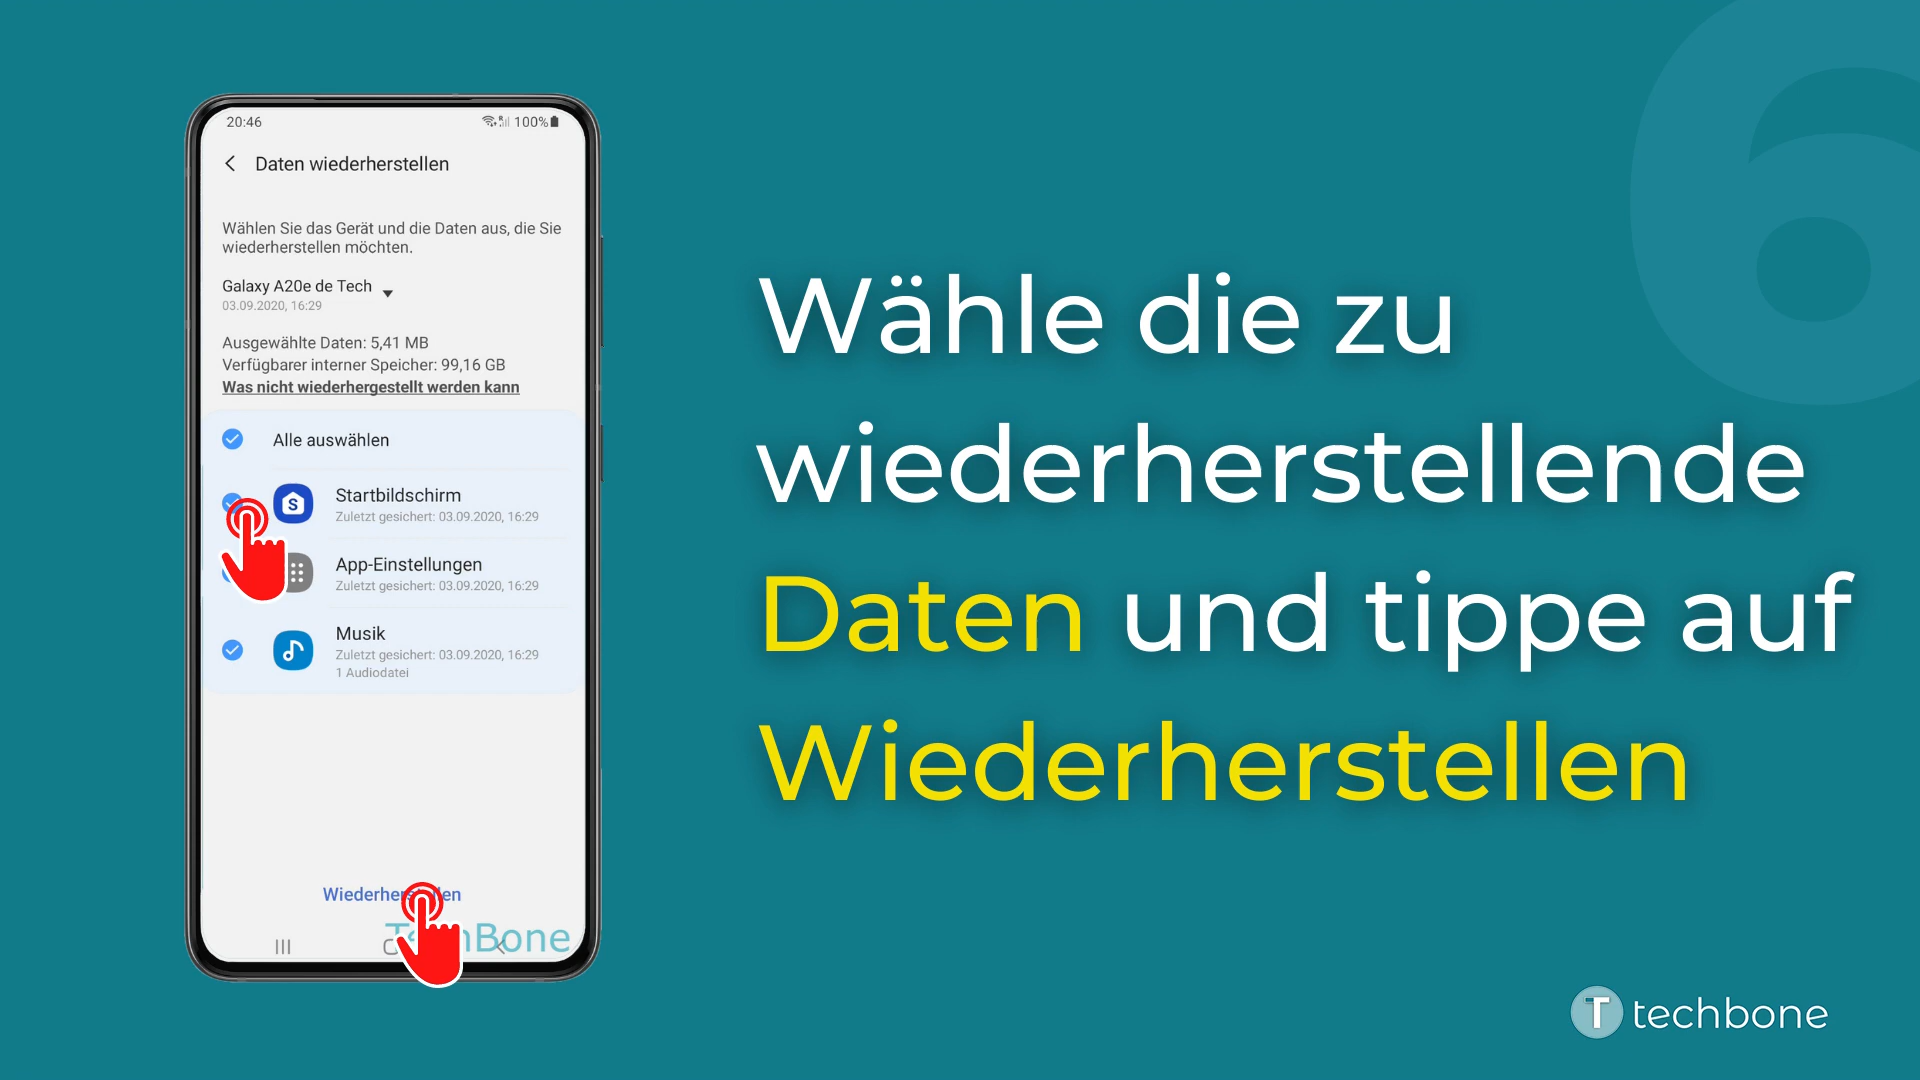 6
20:46
100%
Daten wiederherstellen
Wählen Sie das Gerät und die Daten aus, die Sie
wiederherstellen möchten.
Galaxy A20e de Tech
03.09.2020, 16:29
Ausgewählte Daten: 5,41 MB
Verfügbarer interner Speicher: 99,16 GB
Was nicht wiederhergestellt werden kann
Alle auswählen
S
Startbildschirm
Zuletzt gesichert: 03.09.2020, 16:29
App-Einstellungen
Zuletzt gesichert: 03.09.2020, 16:29
Musik
Zuletzt gesichert: 03.09.2020, 16:29
1 Audiodatei
Wiederherstellen
TechBone
Wähle die zu
wiederherstellende
Daten und tippe auf
Wiederherstellen
T techbone